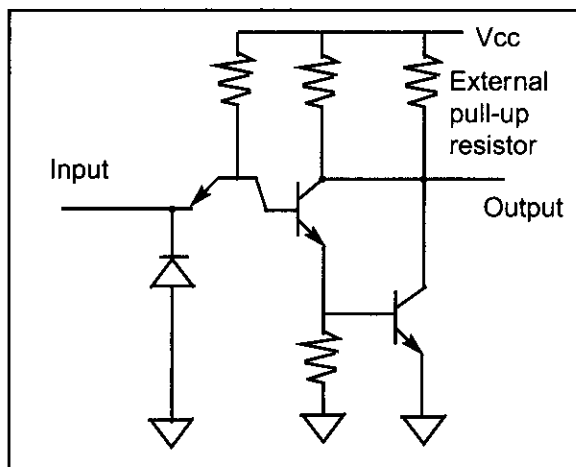 Vcc
External
pull-up
resistor
Input
Output